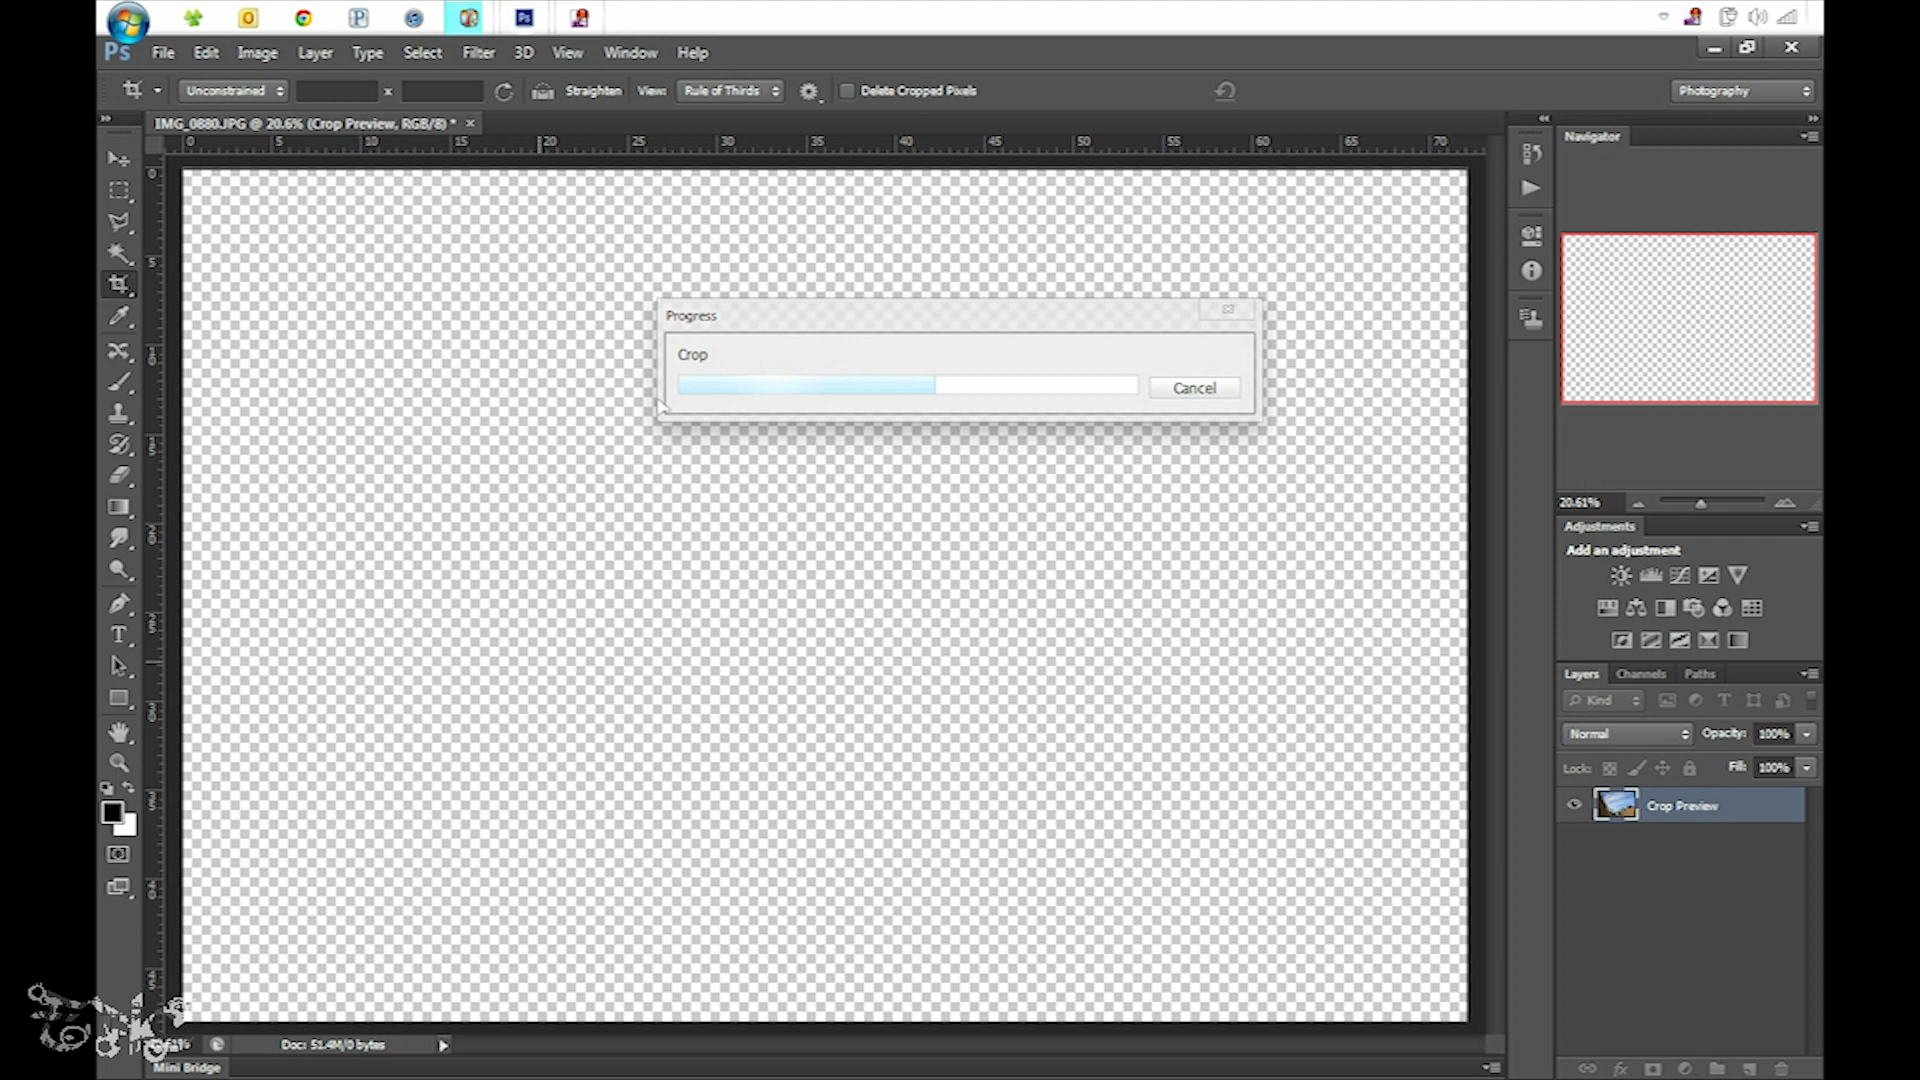 Ps File Edit Image Layer Type Select Filter 3D View Window Help
Unconstrained x Straighten View: Rule of Thirds Delete Cropped Pixels Photography
IMG_0880.JPG @ 20.6% (Crop Preview, RGB/8) * ×
0 5 10 15 20 25 30 35 40 45 50 55 60 65 70
Navigator
Progress
Crop
Cancel
20.61%
Adjustments
Add an adjustment
Layers Channels Paths
Kind
Normal Opacity: 100%
Lock: Fill: 100%
Crop Preview
Doc: 51.4M/0 bytes
Mini Bridge